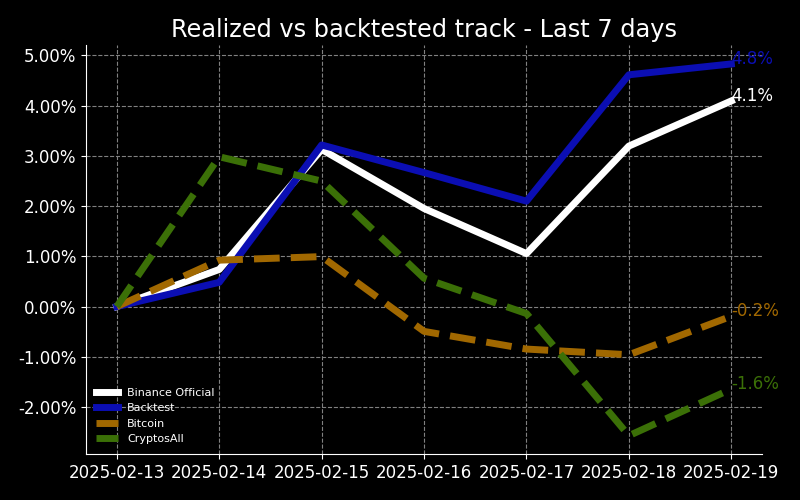 Realized vs backtested track - Last 7 days
5.00%
4.00%
3.00%
2.00%
1.00%
0.00%
-1.00%
-2.00%
4.8%
4.1%
-0.2%
-1.6%
Binance Official
Backtest
Bitcoin
CryptosAll
2025-02-13 2025-02-14 2025-02-15 2025-02-16 2025-02-17 2025-02-18 2025-02-19